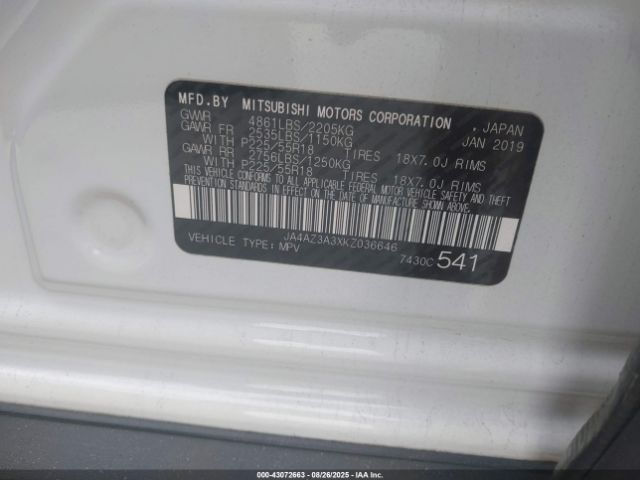 MFD.BY MITSUBISHI MOTORS CORPORATION
GVWR 4861LBS/2205KG . JAPAN
GAWR FR 2535LBS/1150KG JAN 2019
WITH P225/55R18 TIRES 18X7.0J RIMS
GAWR RR 2756LBS/1250KG
WITH P225/55R18 TIRES 18X7.0J RIMS
THIS VEHICLE CONFORMS TO ALL APPLICABLE FEDERAL MOTOR VEHICLE SAFETY AND THEFT
PREVENTION STANDARDS IN EFFECT ON THE DATE OF MANUFACTURE SHOWN ABOVE.
JA4AZ3A3XKZ036646
VEHICLE TYPE: MPV 7430C 541
000-43072663 - 08/26/2025 - Copyright © 2025 IAA, Inc.